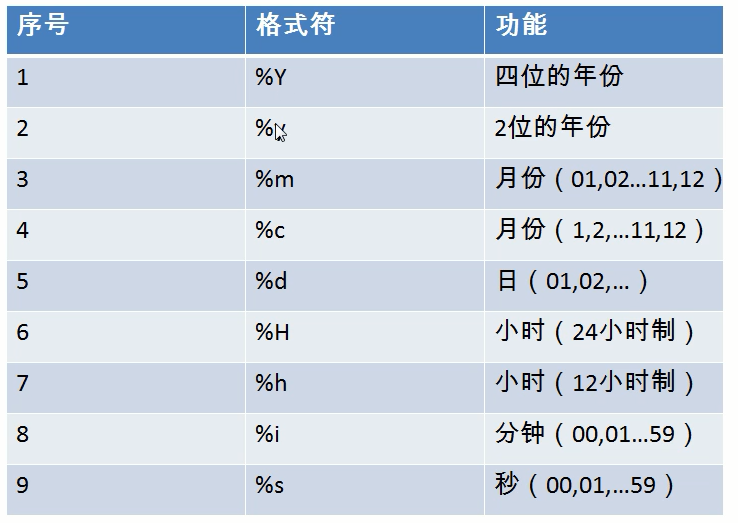 序号 格式符 功能
1 %Y 四位的年份
2 %y 2位的年份
3 %m 月份（01,02…11,12）
4 %c 月份（1,2,…11,12）
5 %d 日（01,02,…）
6 %H 小时（24小时制）
7 %h 小时（12小时制）
8 %i 分钟（00,01…59）
9 %s 秒（00,01,…59）